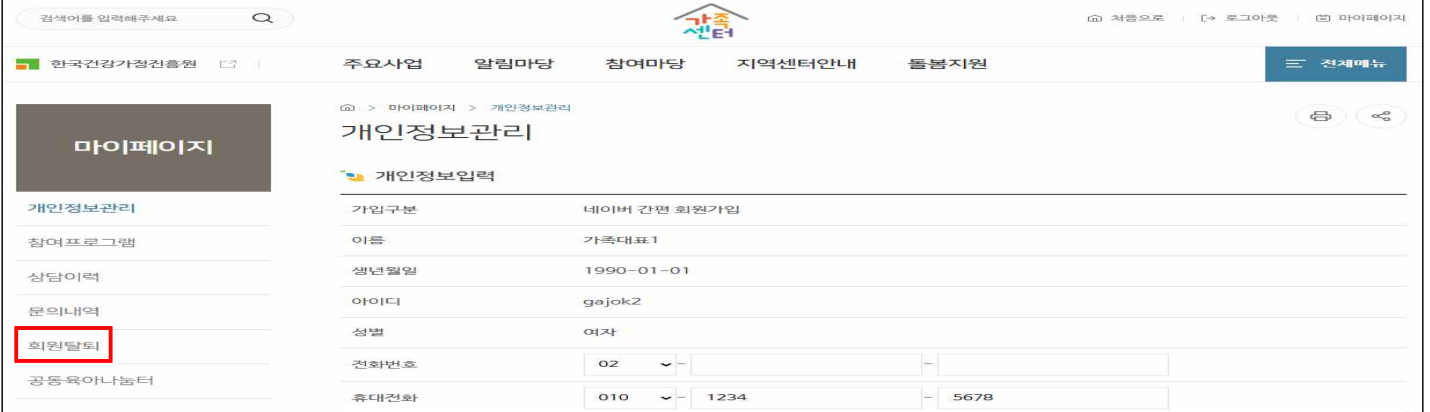 검색어를 입력해주세요
가족센터
처음으로 로그아웃 마이페이지
한국건강가정진흥원 주요사업 알림마당 참여마당 지역센터안내 돌봄지원 전체메뉴
> 마이페이지 > 개인정보관리
개인정보관리
마이페이지
개인정보관리
참여프로그램
상담이력
문의내역
회원탈퇴
공동육아나눔터
개인정보입력
가입구분 네이버 간편 회원가입
이름 가족대표1
생년월일 1990-01-01
아이디 gajok2
성별 여자
전화번호 02 - -
휴대전화 010 - 1234 - 5678